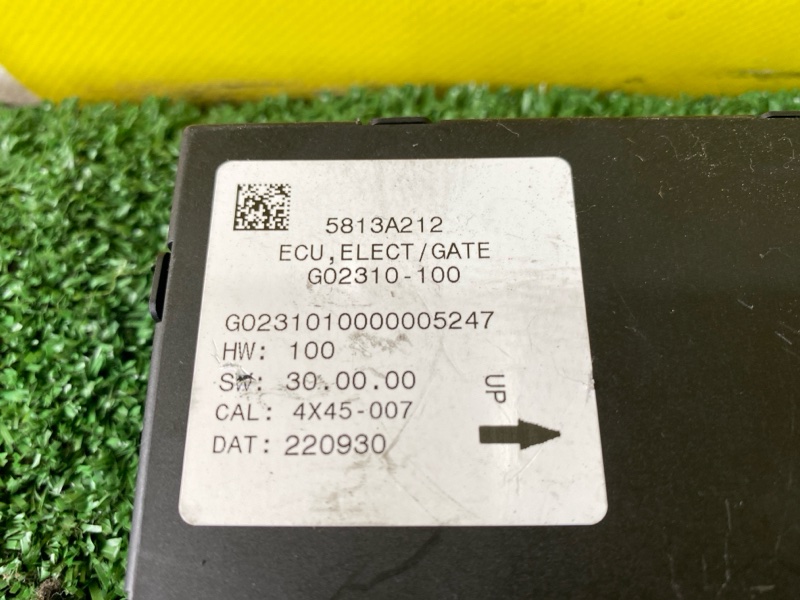 5813A212
ECU,ELECT/GATE
G02310-100
G0231010000005247
HW: 100
SW: 30.00.00
CAL: 4X45-007
DAT: 220930
UP